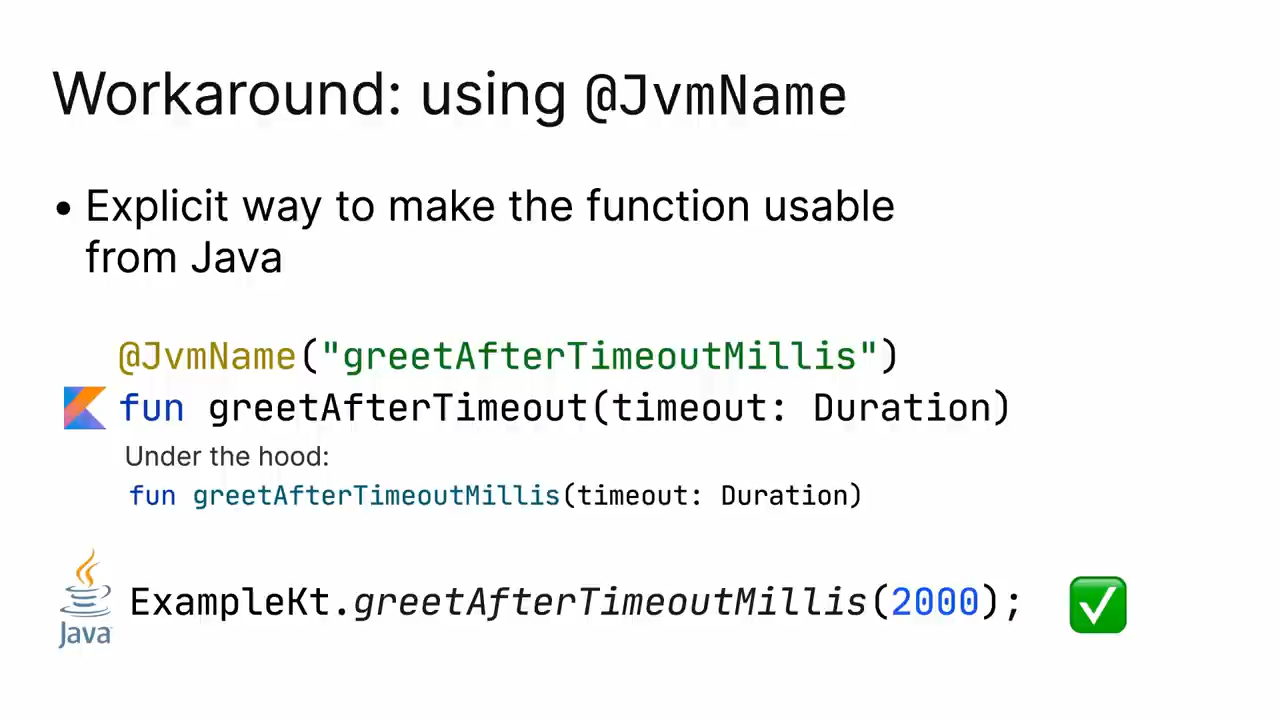 Workaround: using @JvmName
• Explicit way to make the function usable
from Java
@JvmName("greetAfterTimeoutMillis")
fun greetAfterTimeout(timeout: Duration)
Under the hood:
fun greetAfterTimeoutMillis(timeout: Duration)
Java
ExampleKt.greetAfterTimeoutMillis(2000);